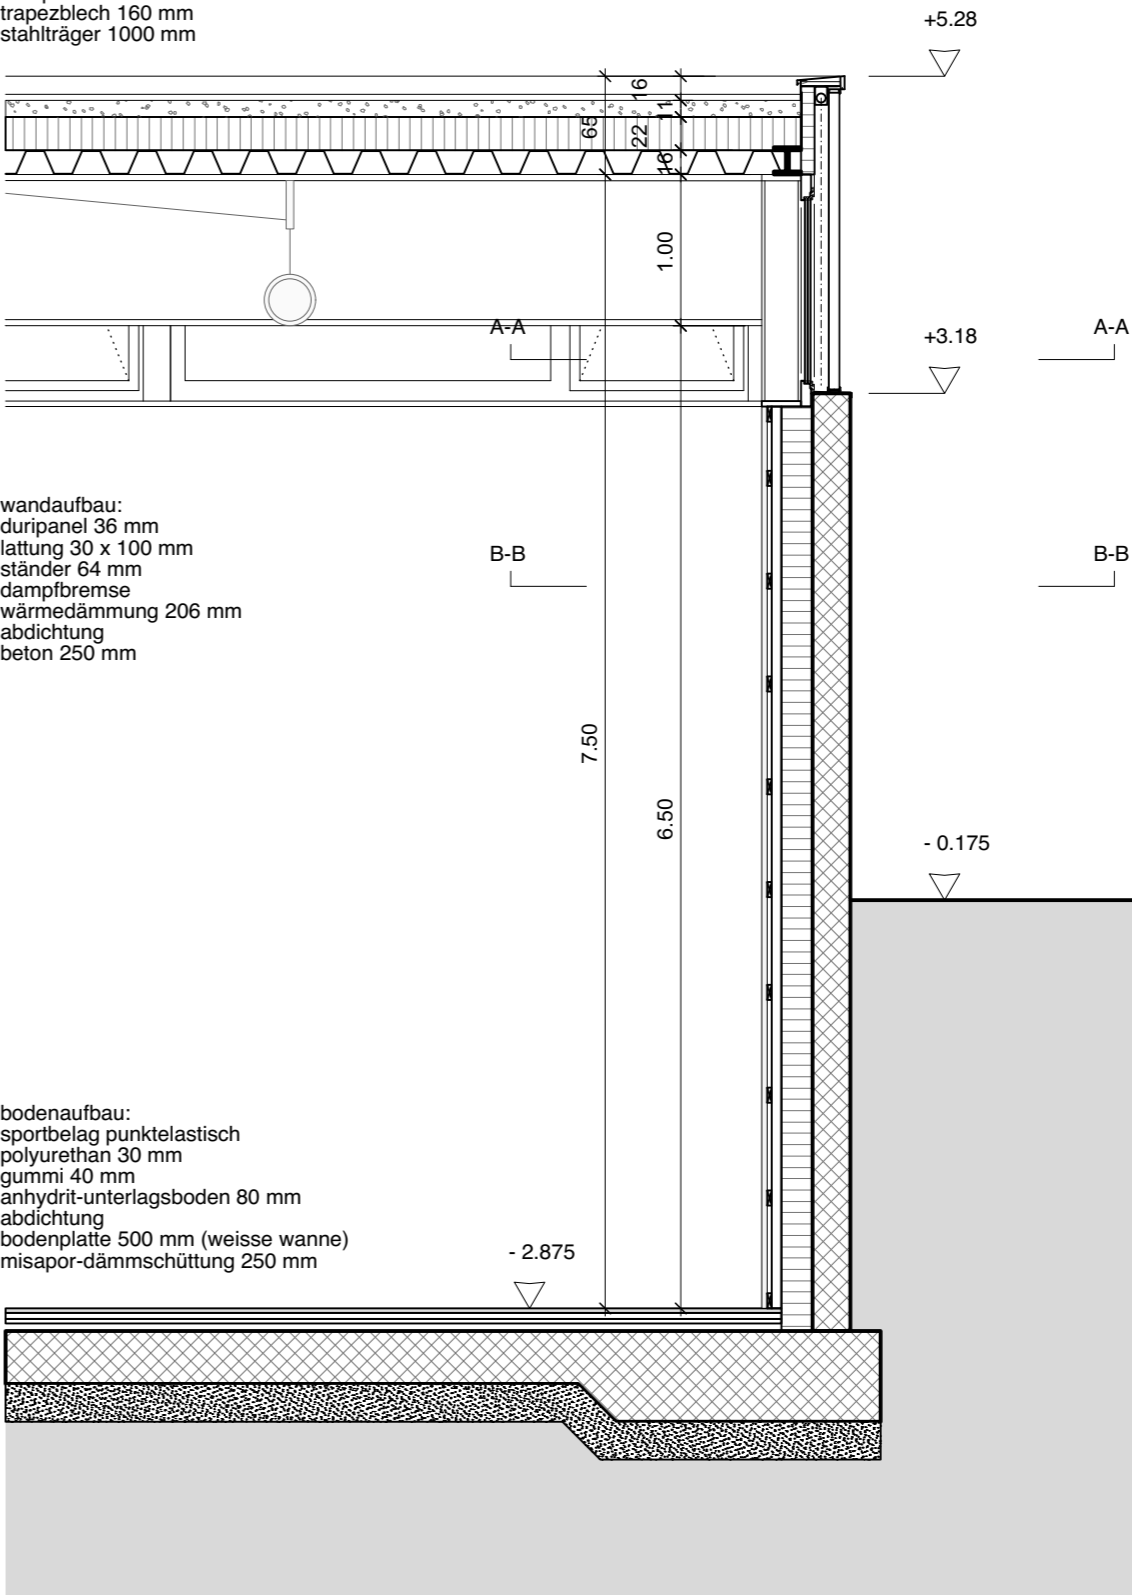 trapezblech 160 mm
stahlträger 1000 mm
+5.28
16
11
65
22
16
1.00
A-A
+3.18
A-A
wandaufbau:
duripanel 36 mm
lattung 30 x 100 mm
ständer 64 mm
dampfbremse
wärmedämmung 206 mm
abdichtung
beton 250 mm
B-B
B-B
7.50
6.50
- 0.175
bodenaufbau:
sportbelag punktelastisch
polyurethan 30 mm
gummi 40 mm
anhydrit-unterlagsboden 80 mm
abdichtung
bodenplatte 500 mm (weisse wanne)
misapor-dämmschüttung 250 mm
- 2.875